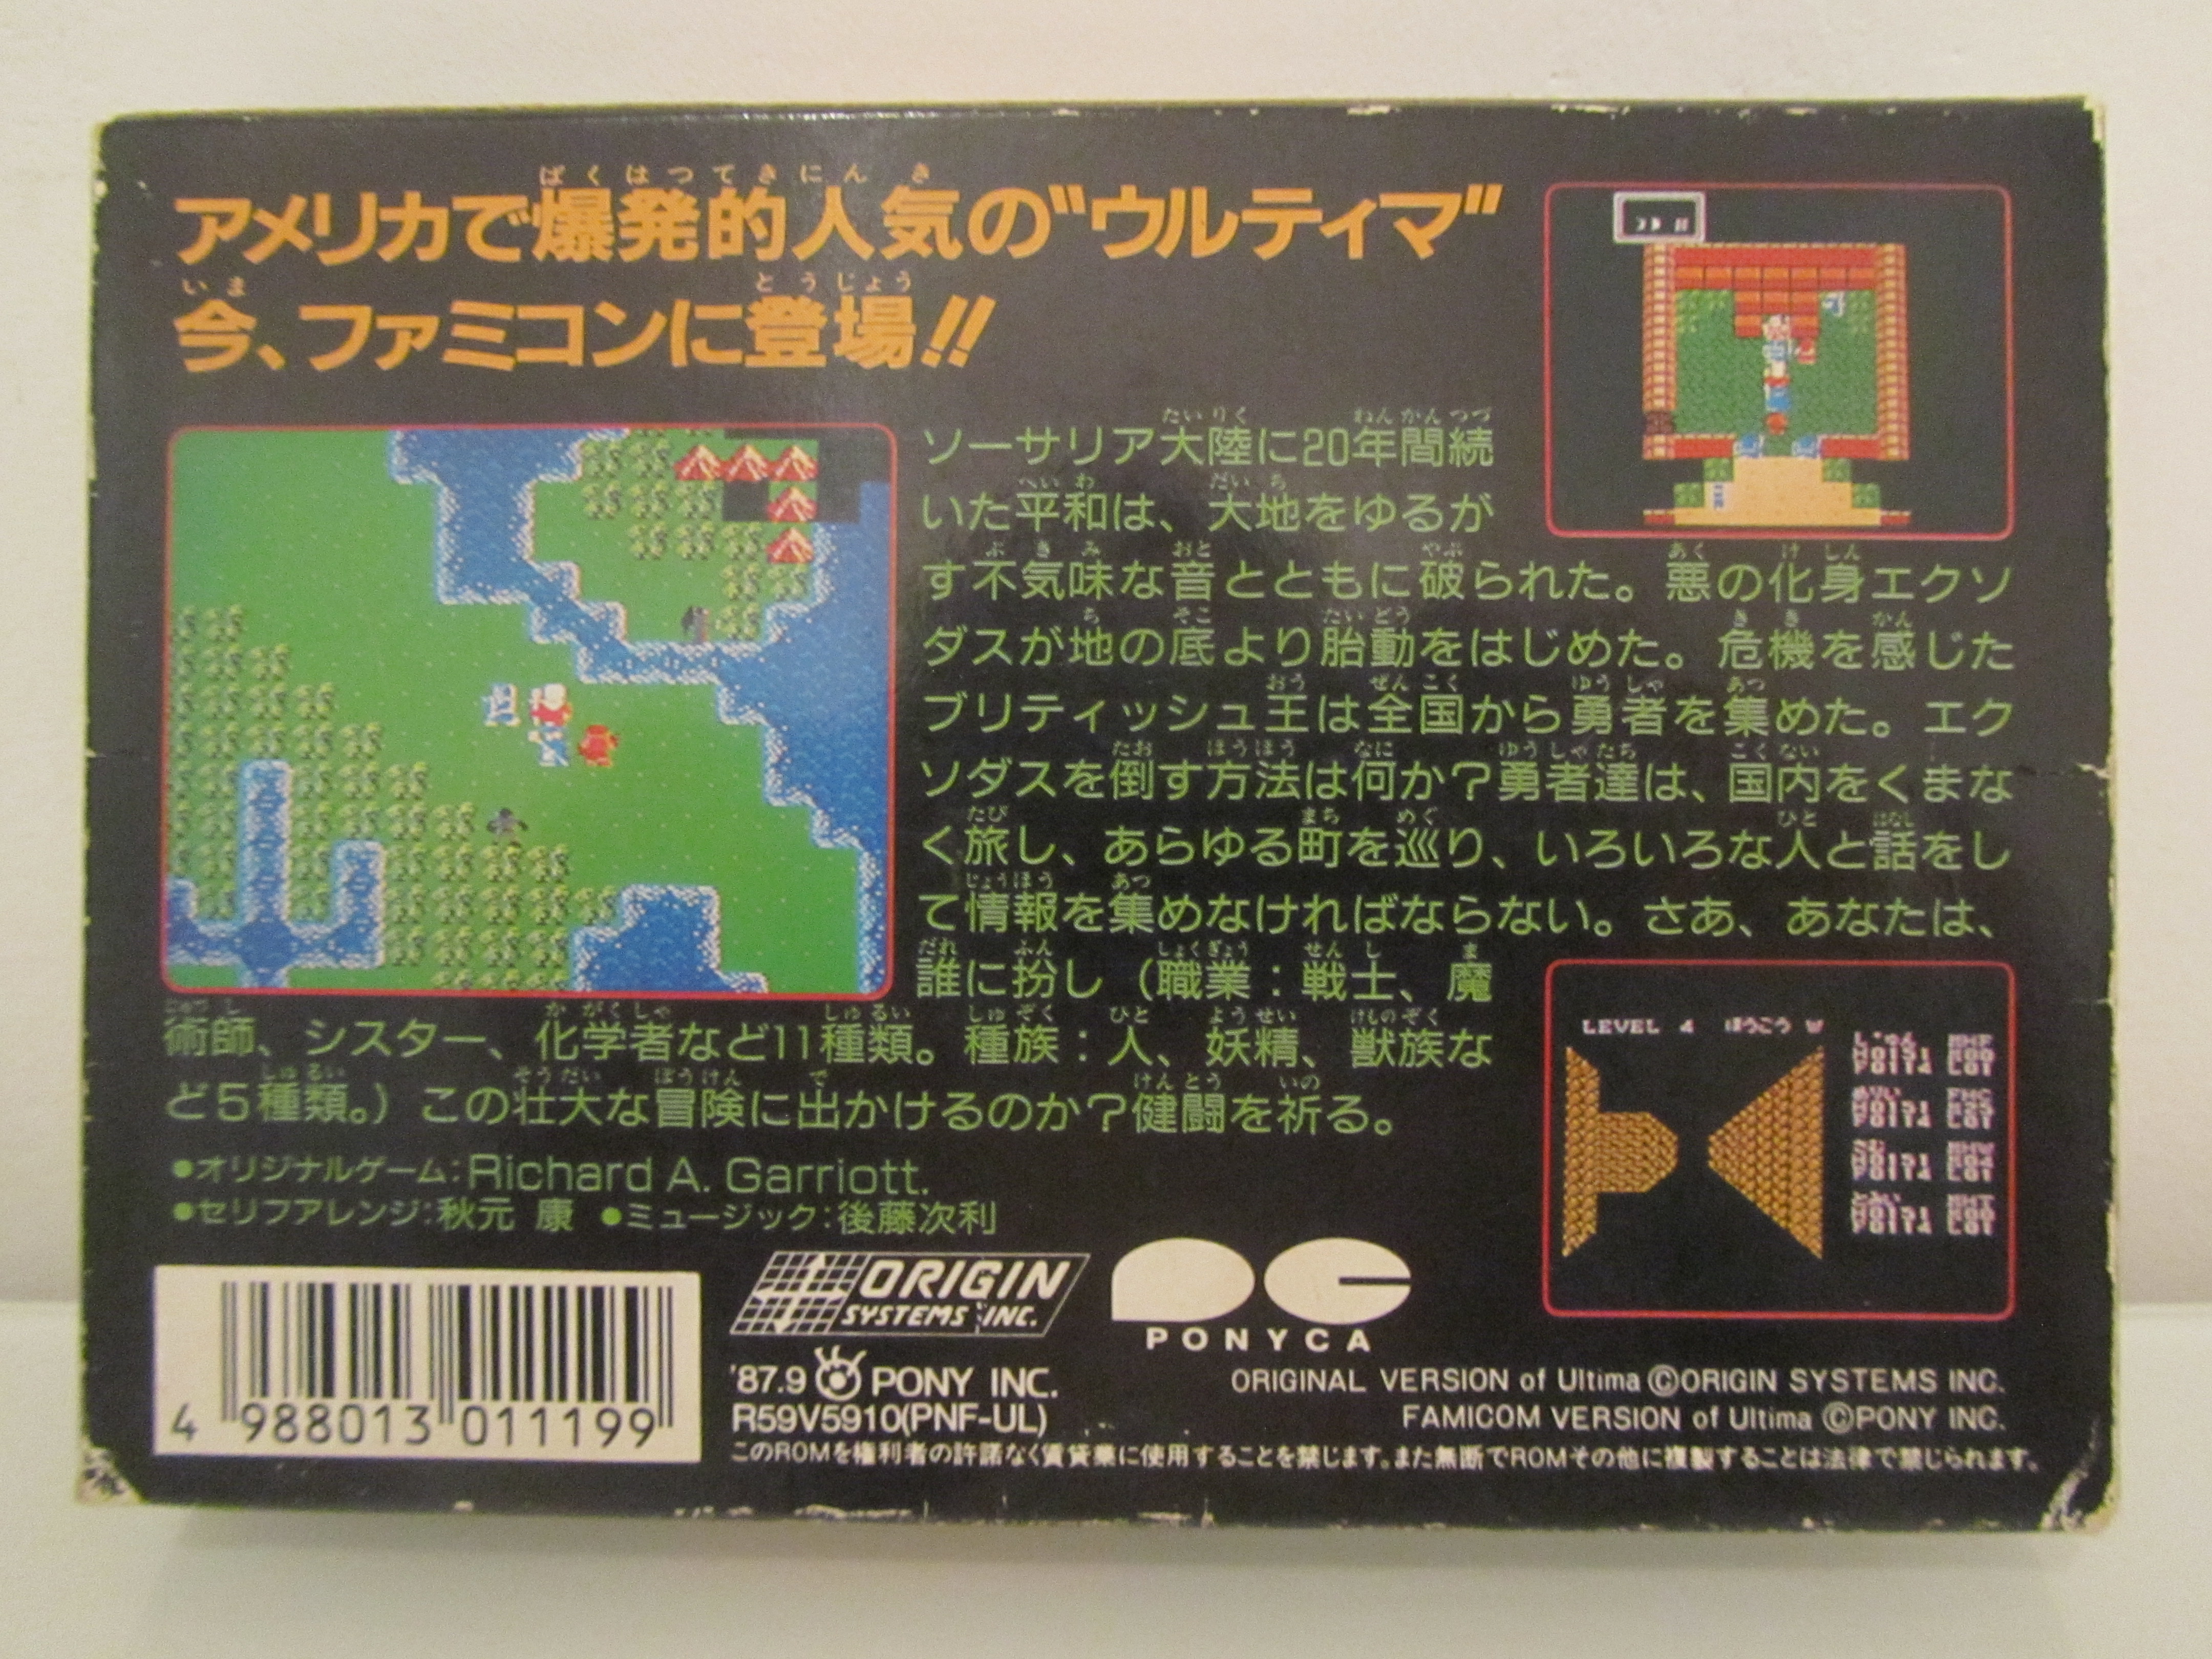 アメリカで爆発的人気の"ウルティマ"
今、ファミコンに登場!!
ソーサリア大陸に20年間続
いた平和は、大地をゆるが
す不気味な音とともに破られた。悪の化身エクソ
ダスが地の底より胎動をはじめた。危機を感じた
ブリティッシュ王は全国から勇者を集めた。エク
ソダスを倒す方法は何か?勇者達は、国内をくまな
く旅し、あらゆる町を巡り、いろいろな人と話をし
て情報を集めなければならない。さあ、あなたは、
誰に扮し(職業:戦士、魔
術師、シスター、化学者など11種類。種族:人、妖精、獣族な
ど5種類。)この壮大な冒険に出かけるのか?健闘を祈る。
●オリジナルゲーム:Richard A. Garriott.
●セリフアレンジ:秋元 康 ●ミュージック:後藤次利
LEVEL 4 ほうこう W
ORIGIN
SYSTEMS INC.
PONYCA
'87.9 PONY INC.
R59V5910(PNF-UL)
ORIGINAL VERSION of Ultima ©ORIGIN SYSTEMS INC.
FAMICOM VERSION of Ultima ©PONY INC.
このROMを権利者の許諾なく賃貸業に使用することを禁じます。また無断でROMその他に複製することは法律で禁じられます。
4 988013 011199